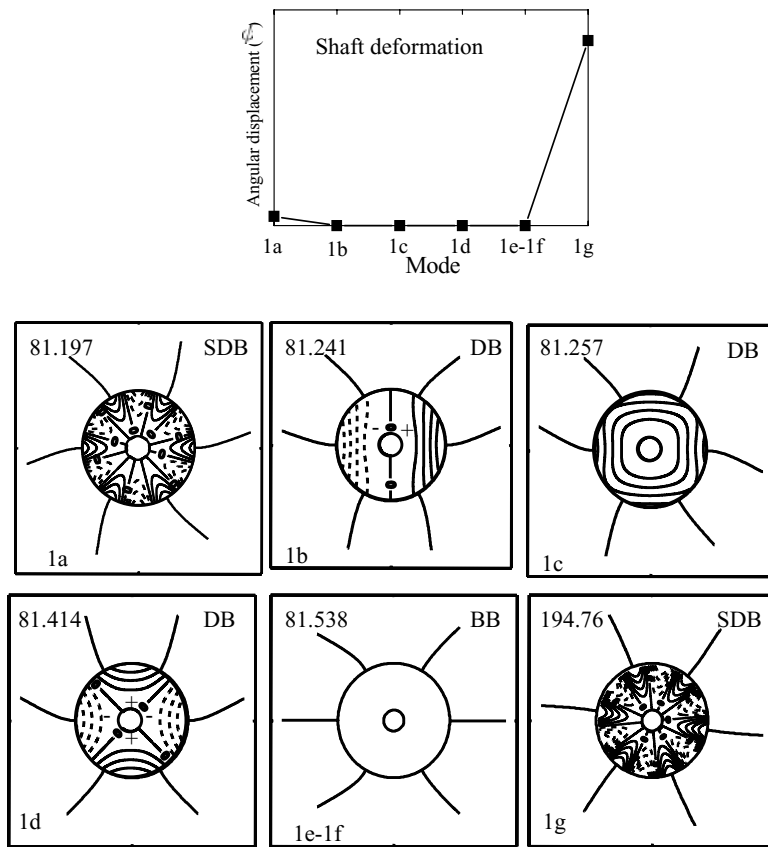 Angular displacement (
Shaft deformation
1a 1b 1c 1d 1e-1f 1g
Mode
81.197 SDB
1a
81.241 DB
- +
1b
81.257 DB
1c
81.414 DB
+
- -
+
1d
81.538 BB
1e-1f
194.76 SDB
1g